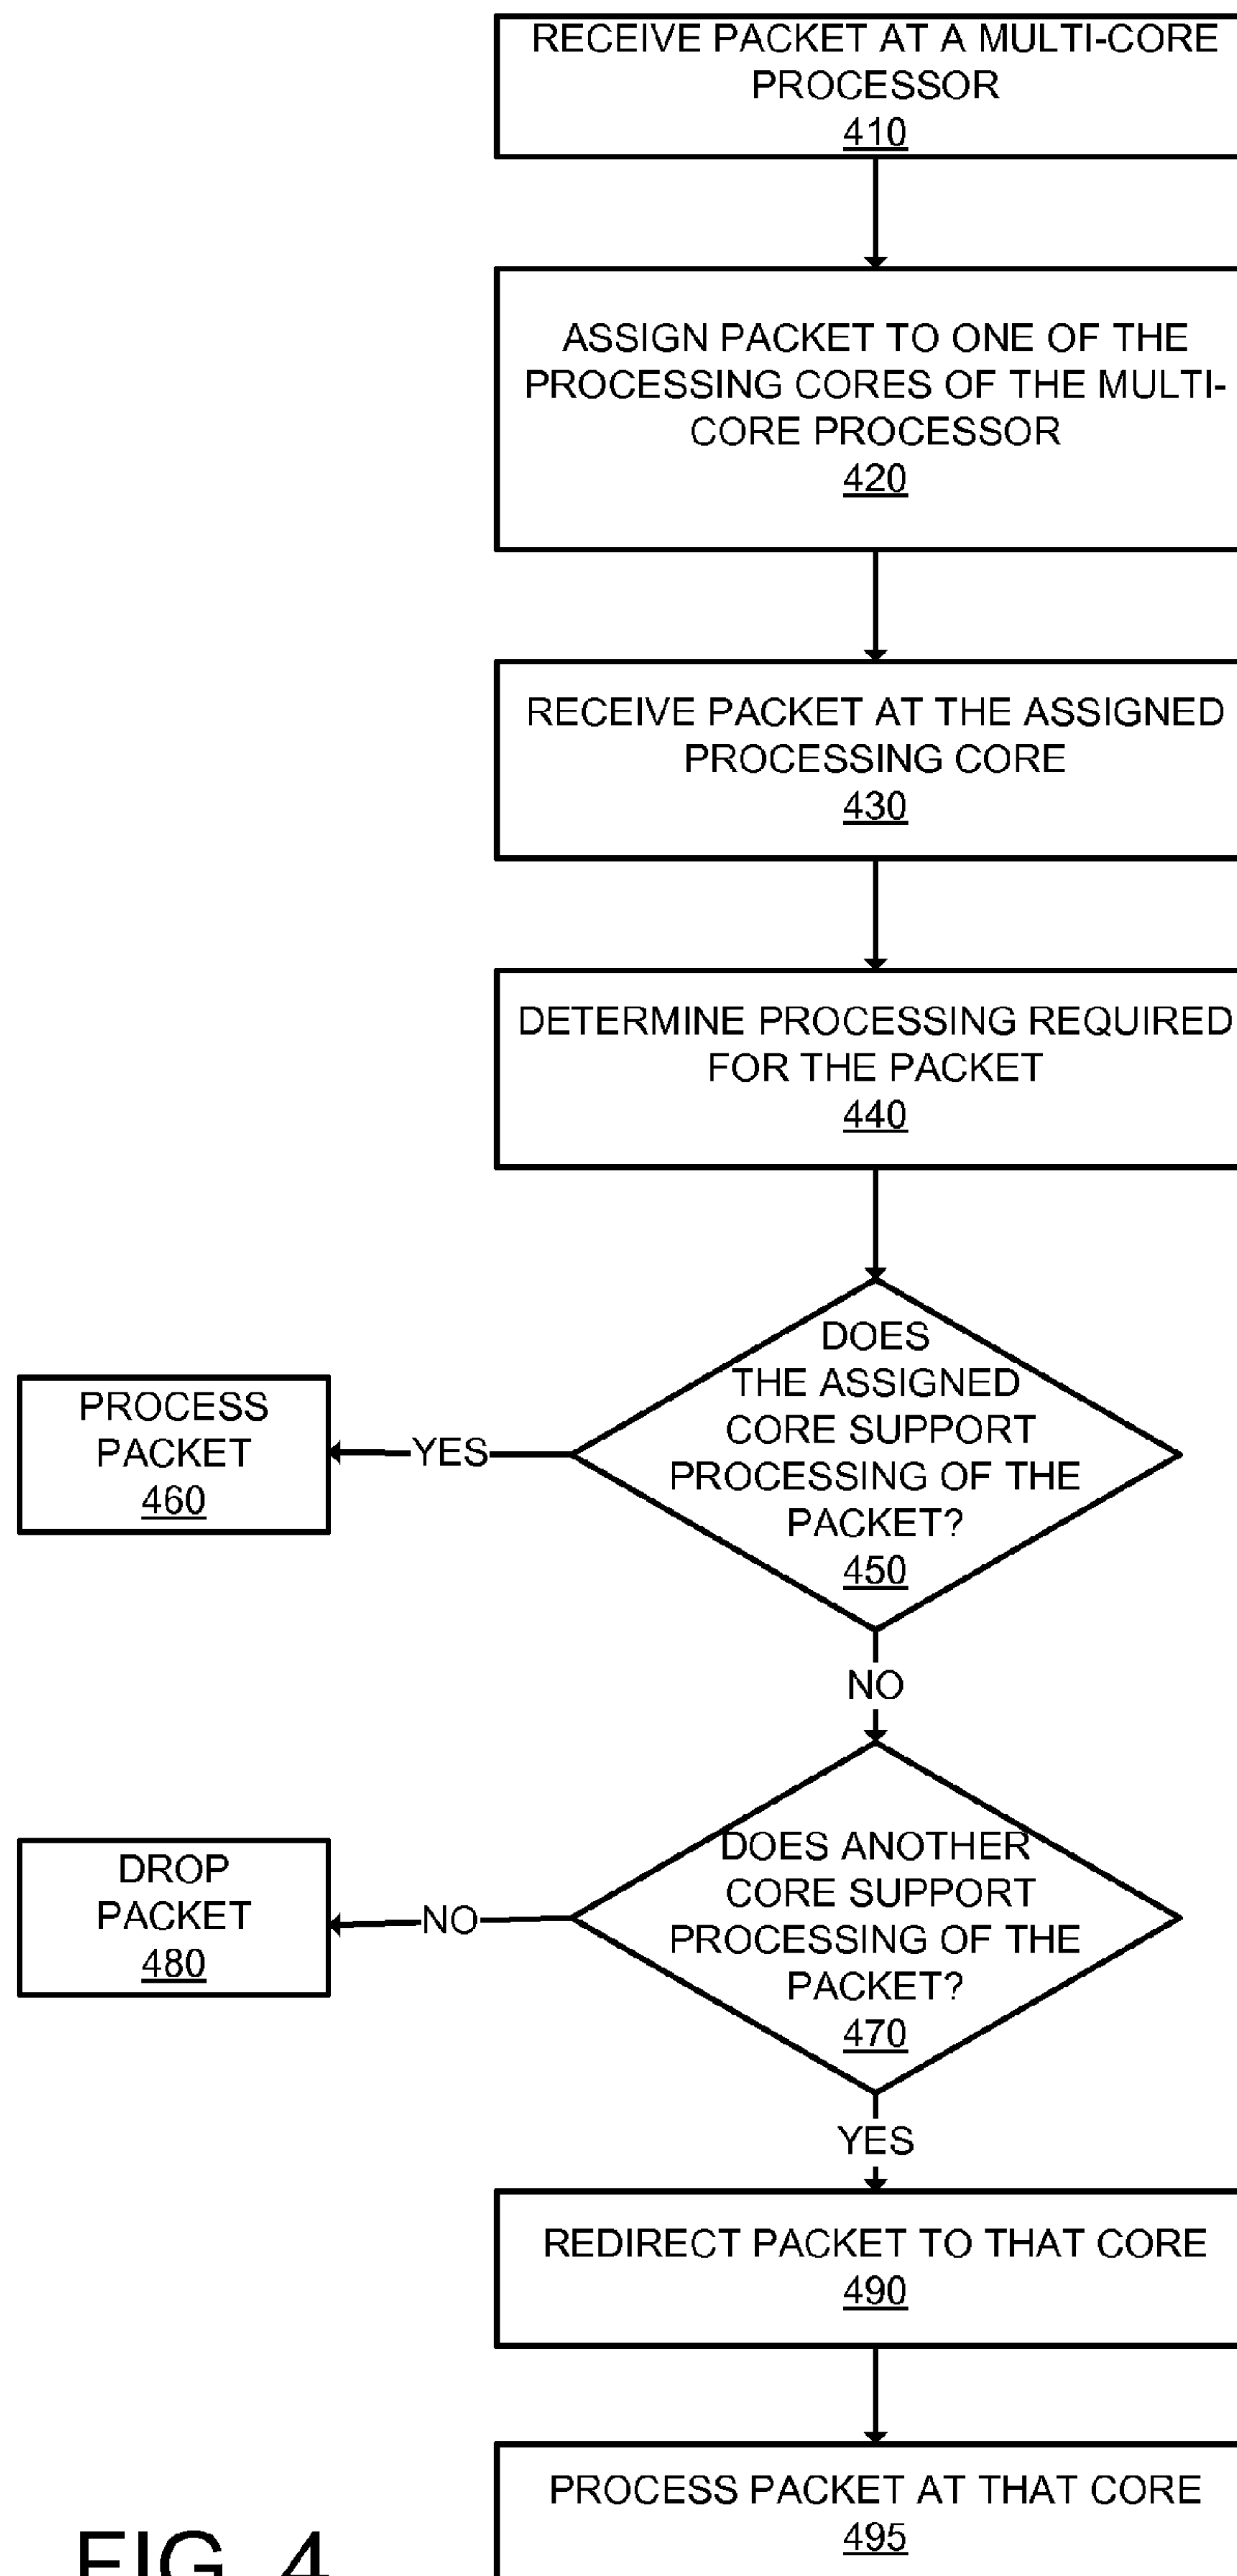 RECEIVE PACKET AT A MULTI-CORE
PROCESSOR
410
ASSIGN PACKET TO ONE OF THE
PROCESSING CORES OF THE MULTI-
CORE PROCESSOR
420
RECEIVE PACKET AT THE ASSIGNED
PROCESSING CORE
430
DETERMINE PROCESSING REQUIRED
FOR THE PACKET
440
DOES
THE ASSIGNED
CORE SUPPORT
PROCESSING OF THE
PACKET?
450
YES
PROCESS
PACKET
460
NO
DOES ANOTHER
CORE SUPPORT
PROCESSING OF THE
PACKET?
470
NO
DROP
PACKET
480
YES
REDIRECT PACKET TO THAT CORE
490
PROCESS PACKET AT THAT CORE
495
FIG. 4